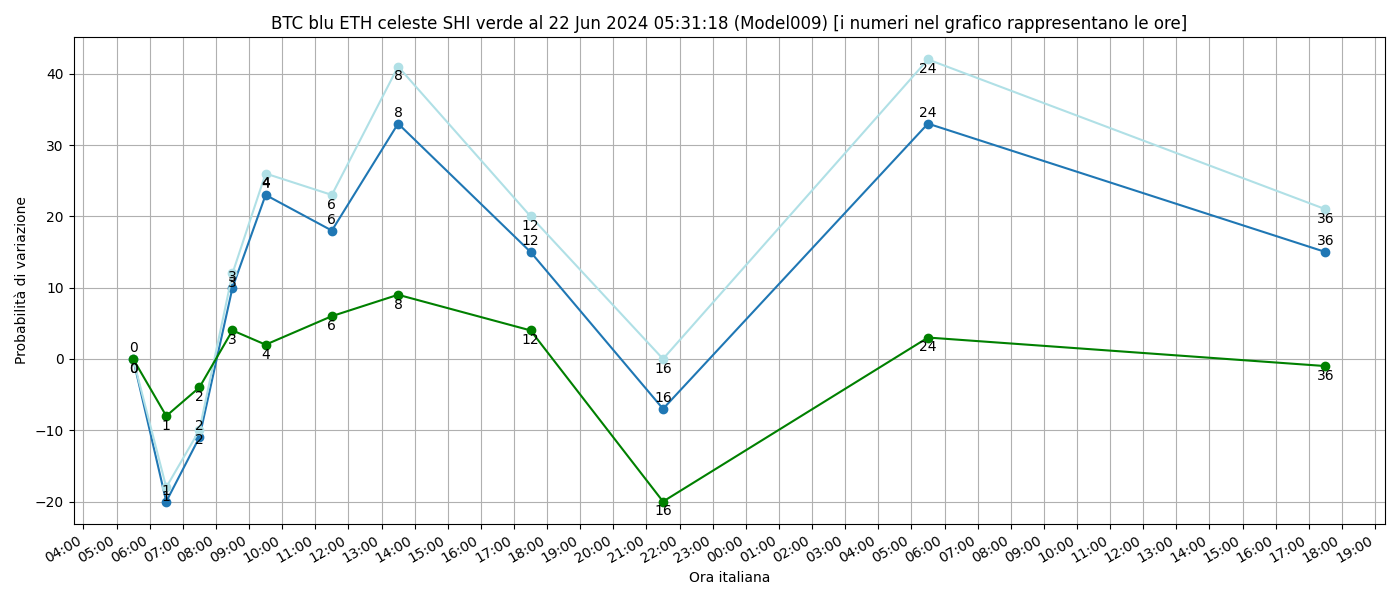 BTC blu ETH celeste SHI verde al 22 Jun 2024 05:31:18 (Model009) [i numeri nel grafico rappresentano le ore]
Probabilità di variazione
40
30
20
10
0
−10
−20
0 0 0
1 1 1
2 2 2
3 3 3
4 4 4
6 6 6
8 8 8
12 12 12
16 16 16
24 24 24
36 36 36
04:00 05:00 06:00 07:00 08:00 09:00 10:00 11:00 12:00 13:00 14:00 15:00 16:00 17:00 18:00 19:00 20:00 21:00 22:00 23:00 00:00 01:00 02:00 03:00 04:00 05:00 06:00 07:00 08:00 09:00 10:00 11:00 12:00 13:00 14:00 15:00 16:00 17:00 18:00 19:00
Ora italiana